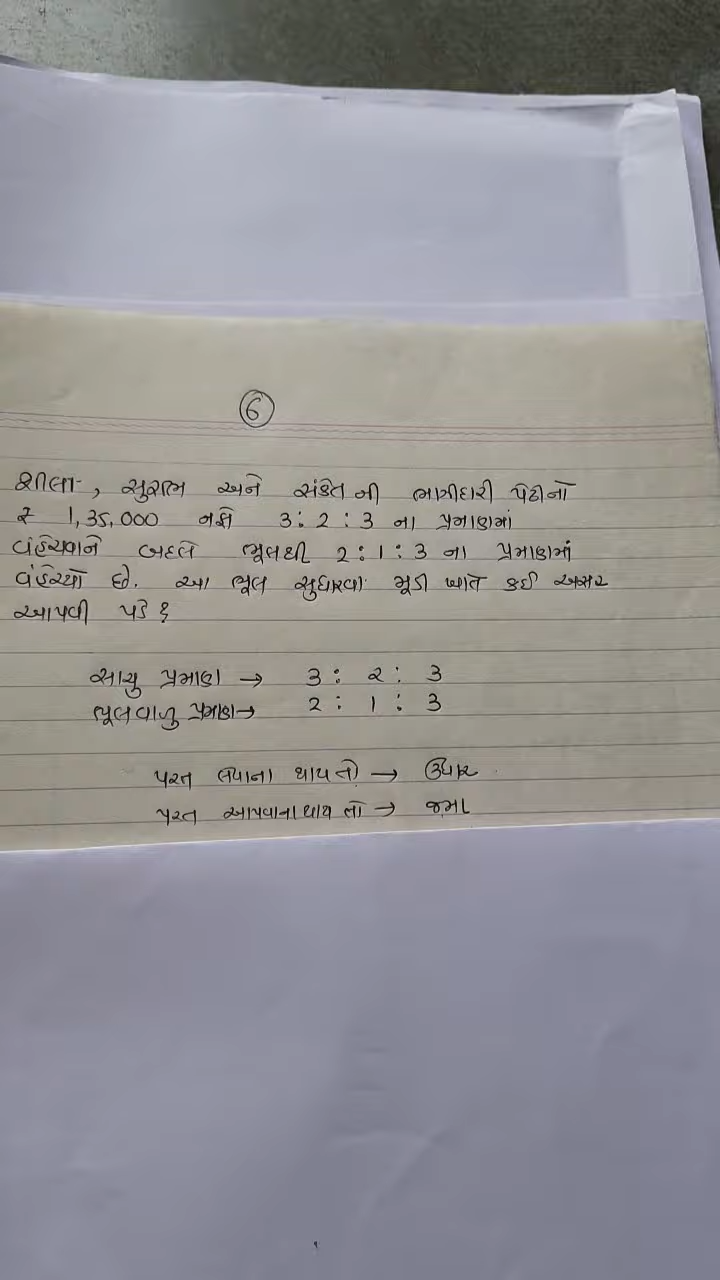 ૬
શીલા, સુરાભ અને સંકેત ની ભાગીદારી પેઢીનો
₹ 1,35,000 નફો 3:2:3 ના પ્રમાણમાં
વહેંચવાને બદલે ભૂલથી 2:1:3 ના પ્રમાણમાં
વહેંચ્યો છે. આ ભૂલ સુધારવા મૂડી ખાતે કઈ અસર
આપવી પડે ?
સાચુ પ્રમાણ → 3 : 2 : 3
ભૂલવાળુ પ્રમાણ → 2 : 1 : 3
પરત લેવાના થાય તો → ઉધાર
પરત આપવાના થાય તો → જમા